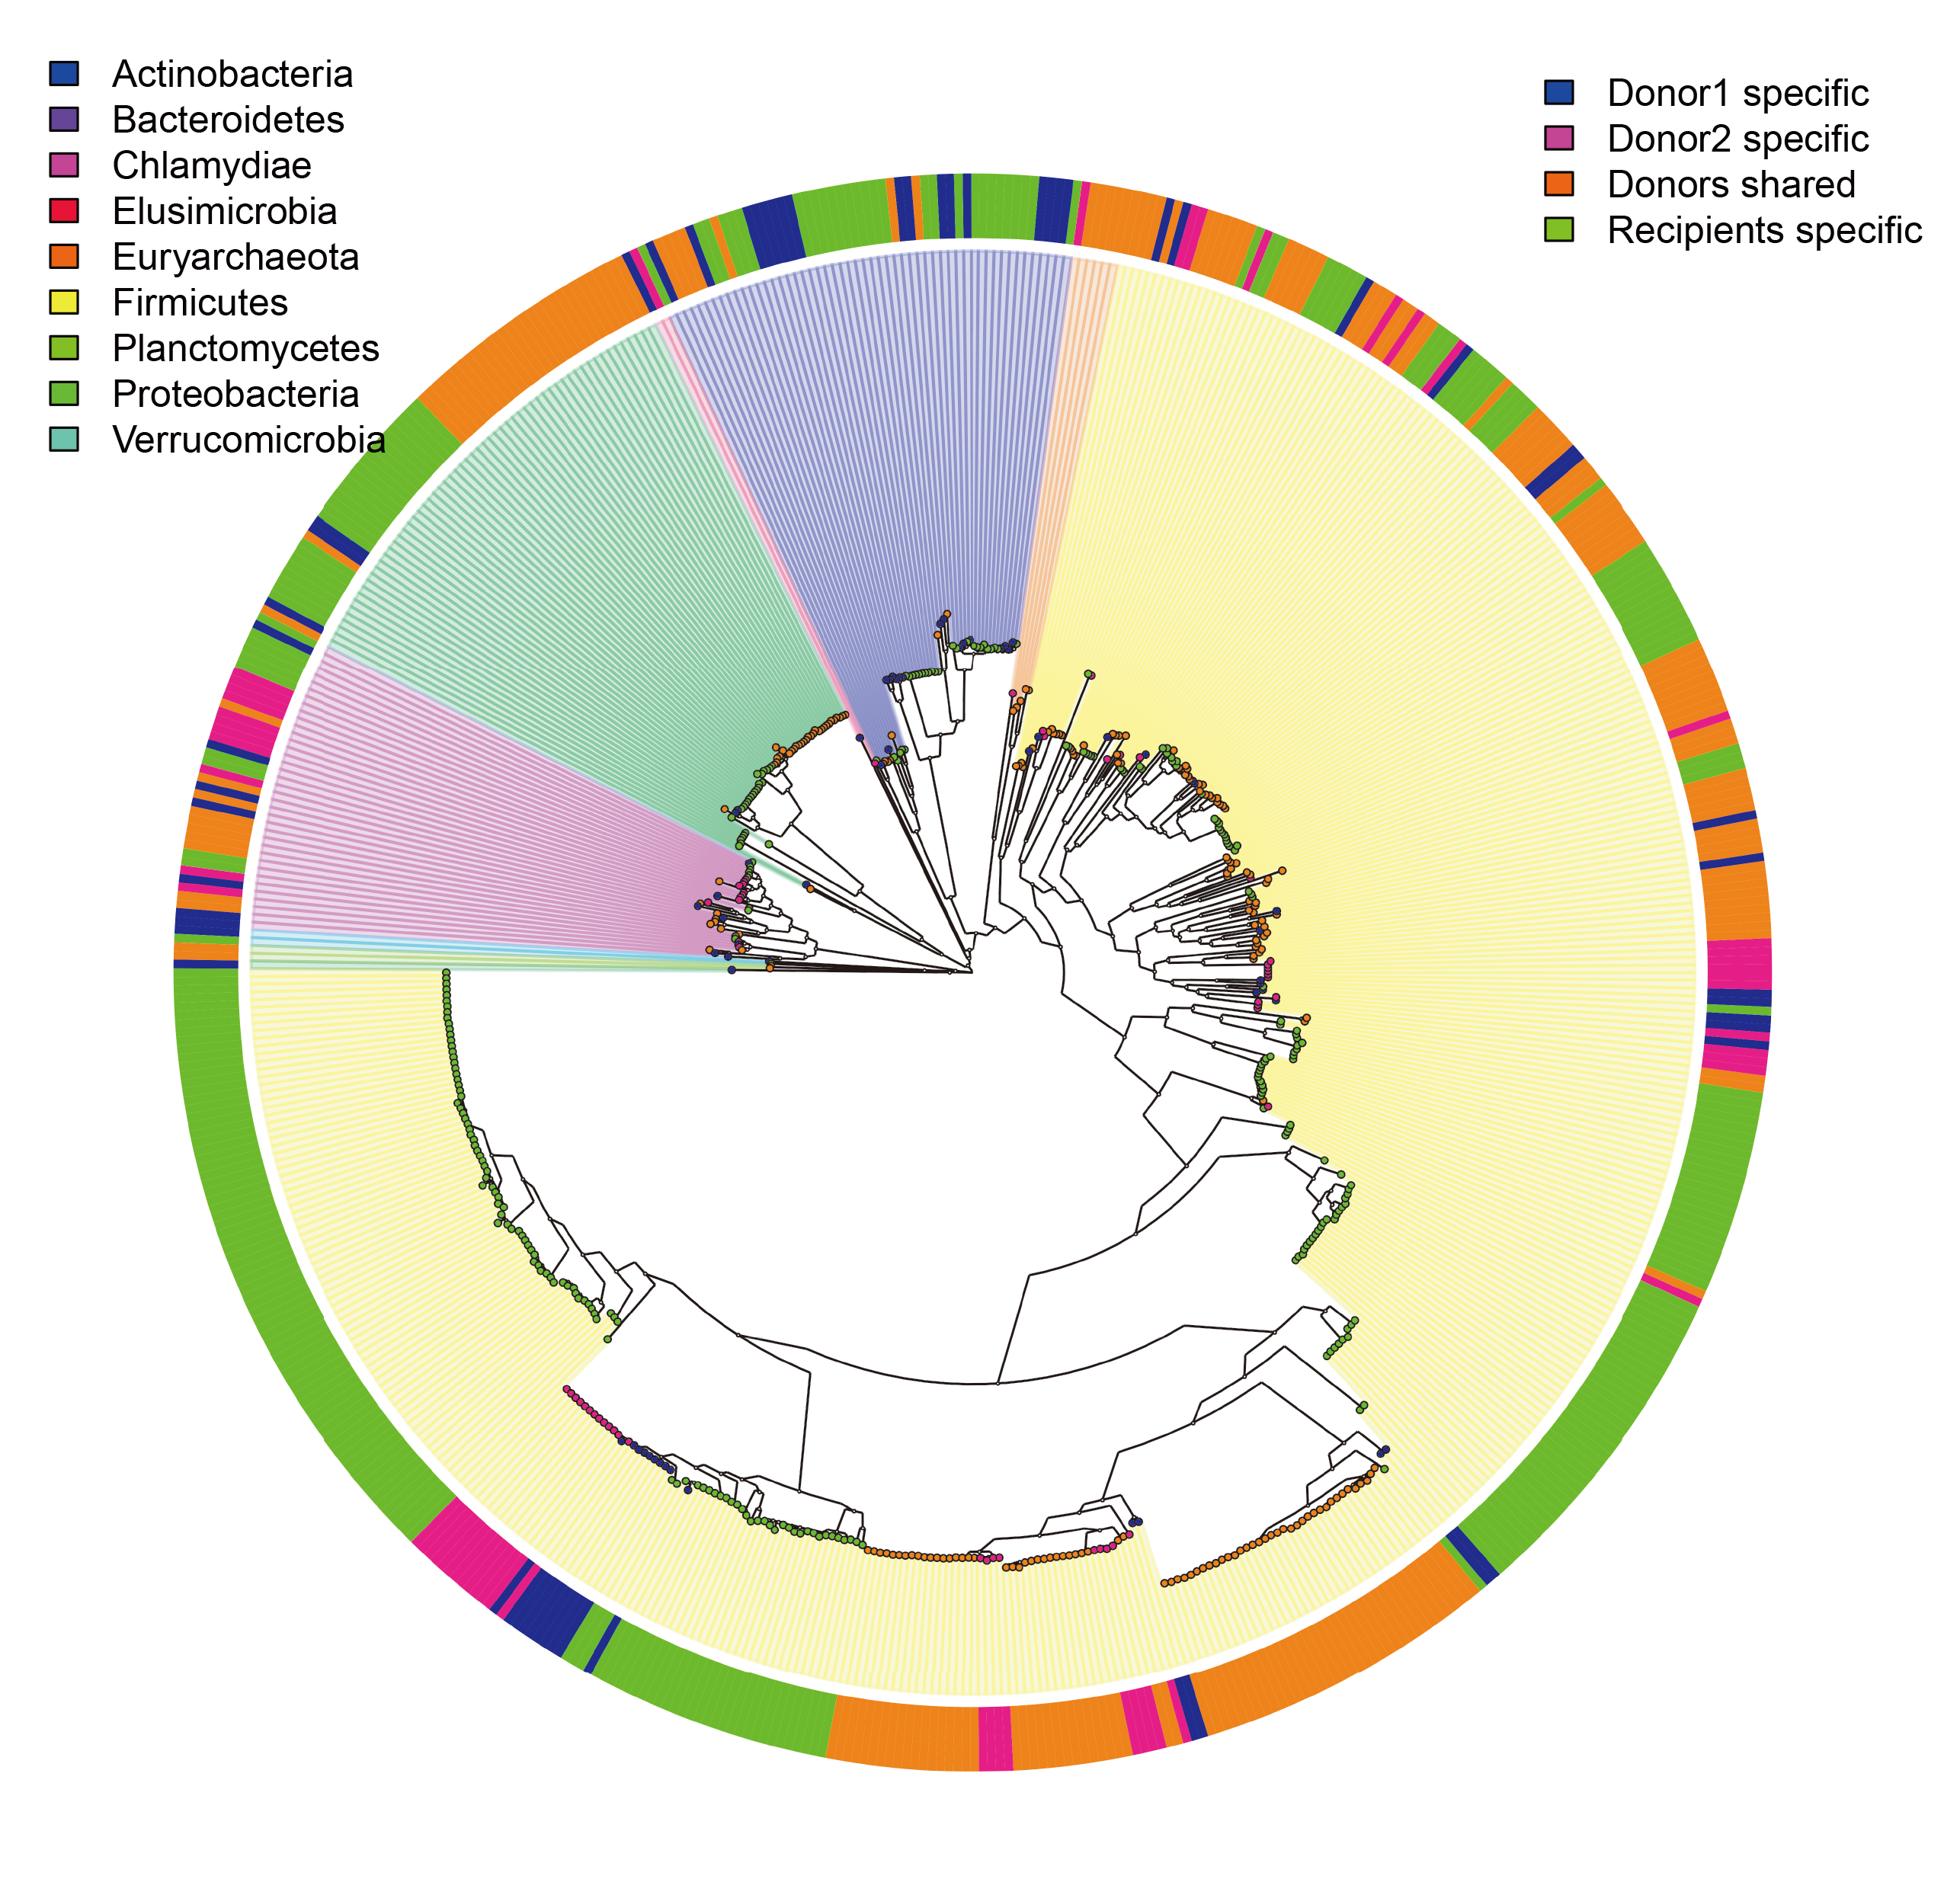 Actinobacteria
Bacteroidetes
Chlamydiae
Elusimicrobia
Euryarchaeota
Firmicutes
Planctomycetes
Proteobacteria
Verrucomicrobia
Donor1 specific
Donor2 specific
Donors shared
Recipients specific